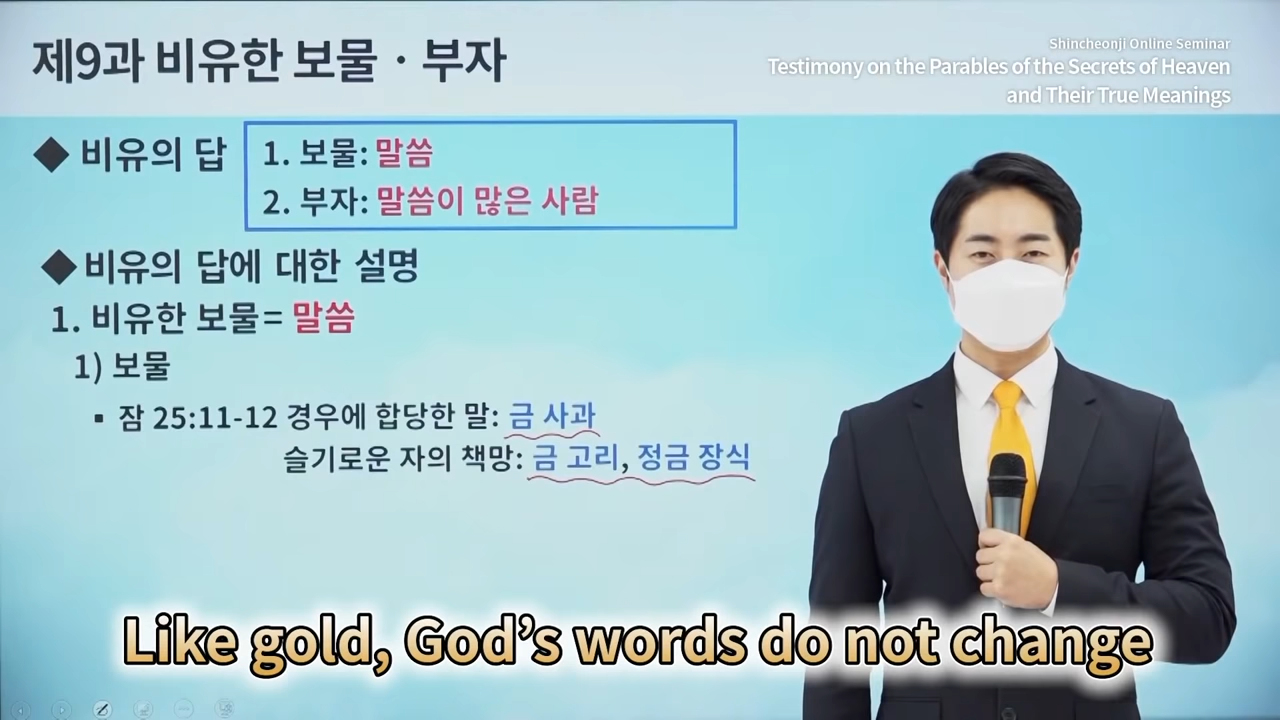 제9과 비유한 보물 · 부자
Shincheonji Online Seminar
Testimony on the Parables of the Secrets of Heaven
and Their True Meanings
◆ 비유의 답
1. 보물: 말씀
2. 부자: 말씀이 많은 사람
◆ 비유의 답에 대한 설명
1. 비유한 보물= 말씀
1) 보물
▪ 잠 25:11-12 경우에 합당한 말: 금 사과
슬기로운 자의 책망: 금 고리, 정금 장식
Like gold, God’s words do not change